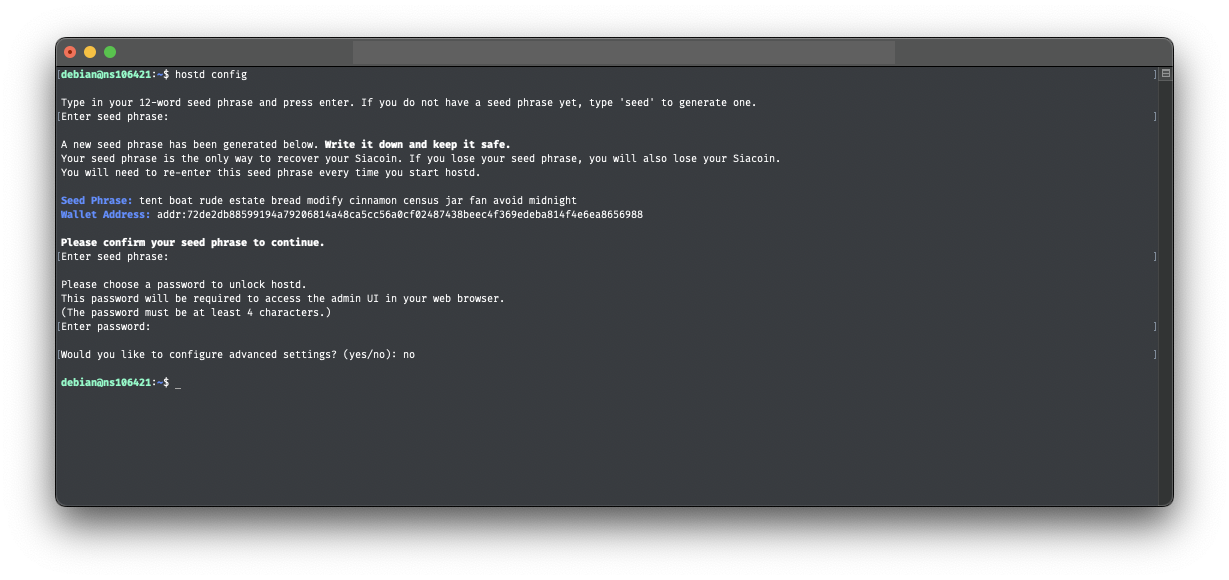 [debian@ns106421:~$ hostd config ]
Type in your 12-word seed phrase and press enter. If you do not have a seed phrase yet, type 'seed' to generate one.
[Enter seed phrase: ]
A new seed phrase has been generated below. Write it down and keep it safe.
Your seed phrase is the only way to recover your Siacoin. If you lose your seed phrase, you will also lose your Siacoin.
You will need to re-enter this seed phrase every time you start hostd.
Seed Phrase: tent boat rude estate bread modify cinnamon census jar fan avoid midnight
Wallet Address: addr:72de2db88599194a79206814a48ca5cc56a0cf02487438beec4f369edeba814f4e6ea8656988
Please confirm your seed phrase to continue.
[Enter seed phrase: ]
Please choose a password to unlock hostd.
This password will be required to access the admin UI in your web browser.
(The password must be at least 4 characters.)
[Enter password: ]
[Would you like to configure advanced settings? (yes/no): no ]
debian@ns106421:~$ _